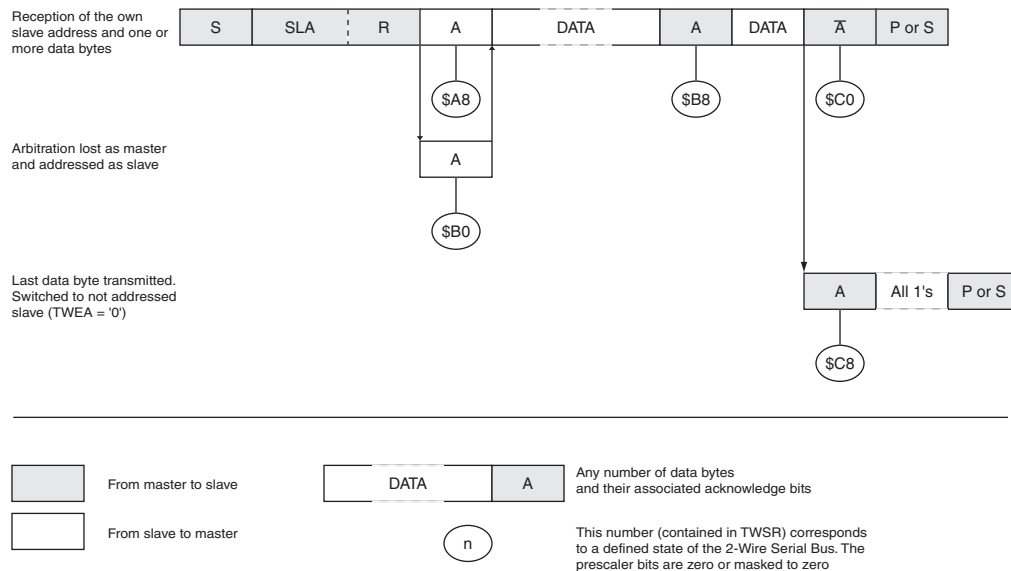 Reception of the own
slave address and one or
more data bytes
S SLA R A DATA A DATA A̅ P or S
$A8 $B8 $C0
Arbitration lost as master
and addressed as slave
A
$B0
Last data byte transmitted.
Switched to not addressed
slave (TWEA = '0')
A All 1's P or S
$C8
From master to slave
DATA A
Any number of data bytes
and their associated acknowledge bits
From slave to master
n
This number (contained in TWSR) corresponds
to a defined state of the 2-Wire Serial Bus. The
prescaler bits are zero or masked to zero